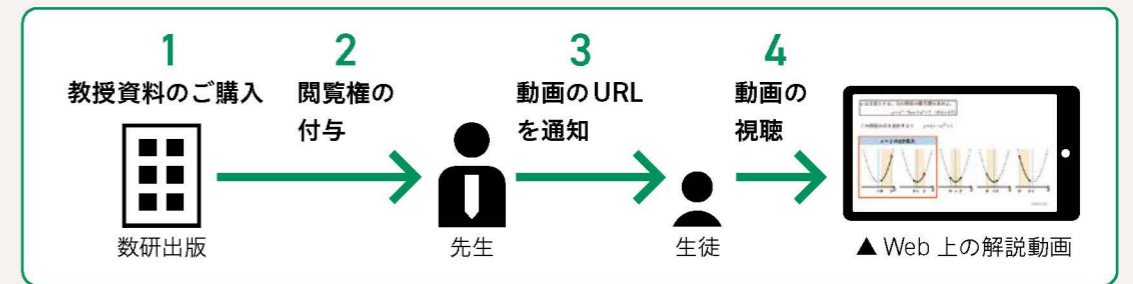 1
教授資料のご購入
数研出版
2
閲覧権の
付与
先生
3
動画のURL
を通知
生徒
4
動画の
視聴
▲ Web 上の解説動画